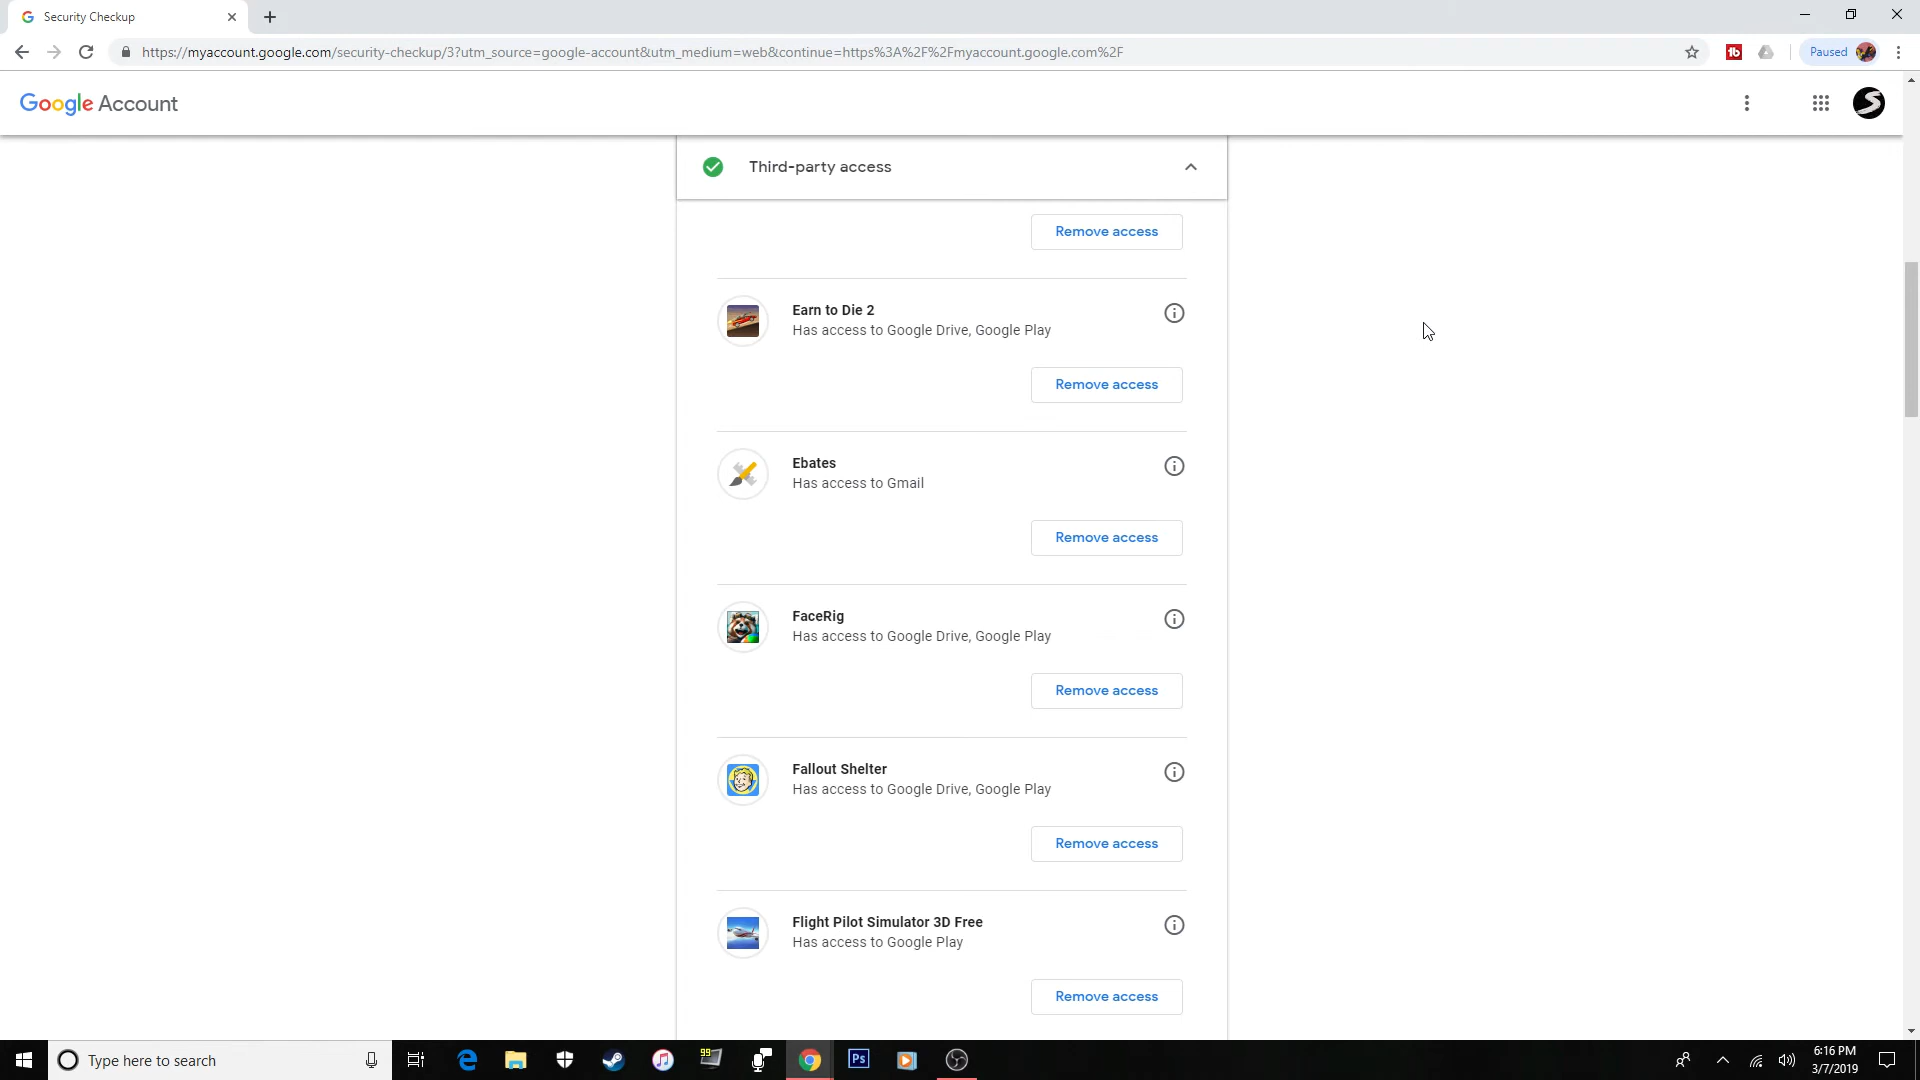 Security Checkup
https://myaccount.google.com/security-checkup/3?utm_source=google-account&utm_medium=web&continue=https%3A%2F%2Fmyaccount.google.com%2F
Paused
Google Account
Third-party access
Remove access
Earn to Die 2
Has access to Google Drive, Google Play
Remove access
Ebates
Has access to Gmail
Remove access
FaceRig
Has access to Google Drive, Google Play
Remove access
Fallout Shelter
Has access to Google Drive, Google Play
Remove access
Flight Pilot Simulator 3D Free
Has access to Google Play
Remove access
Type here to search
99
Ps
6:16 PM
3/7/2019